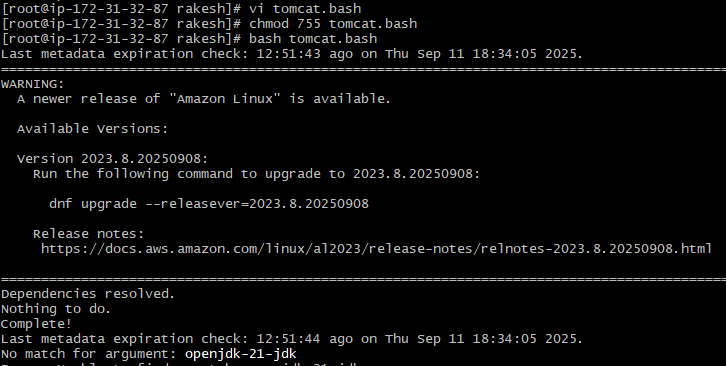 [root@ip-172-31-32-87 rakesh]# vi tomcat.bash
[root@ip-172-31-32-87 rakesh]# chmod 755 tomcat.bash
[root@ip-172-31-32-87 rakesh]# bash tomcat.bash
Last metadata expiration check: 12:51:43 ago on Thu Sep 11 18:34:05 2025.
================================================================================
WARNING:
  A newer release of "Amazon Linux" is available.

  Available Versions:

  Version 2023.8.20250908:
    Run the following command to upgrade to 2023.8.20250908:

      dnf upgrade --releasever=2023.8.20250908

    Release notes:
     https://docs.aws.amazon.com/linux/al2023/release-notes/relnotes-2023.8.20250908.html

================================================================================
Dependencies resolved.
Nothing to do.
Complete!
Last metadata expiration check: 12:51:44 ago on Thu Sep 11 18:34:05 2025.
No match for argument: openjdk-21-jdk